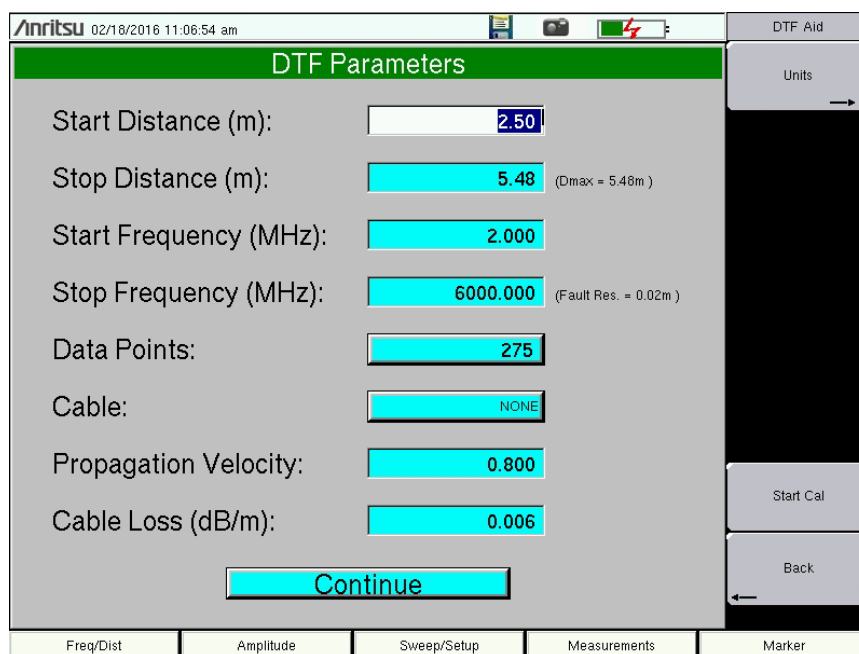 Anritsu 02/18/2016 11:06:54 am
DTF Aid
DTF Parameters
Units
Start Distance (m): 2.50
Stop Distance (m): 5.48 (Dmax = 5.48m )
Start Frequency (MHz): 2.000
Stop Frequency (MHz): 6000.000 (Fault Res. = 0.02m )
Data Points: 275
Cable: NONE
Propagation Velocity: 0.800
Start Cal
Cable Loss (dB/m): 0.006
Back
Continue
Freq/Dist Amplitude Sweep/Setup Measurements Marker